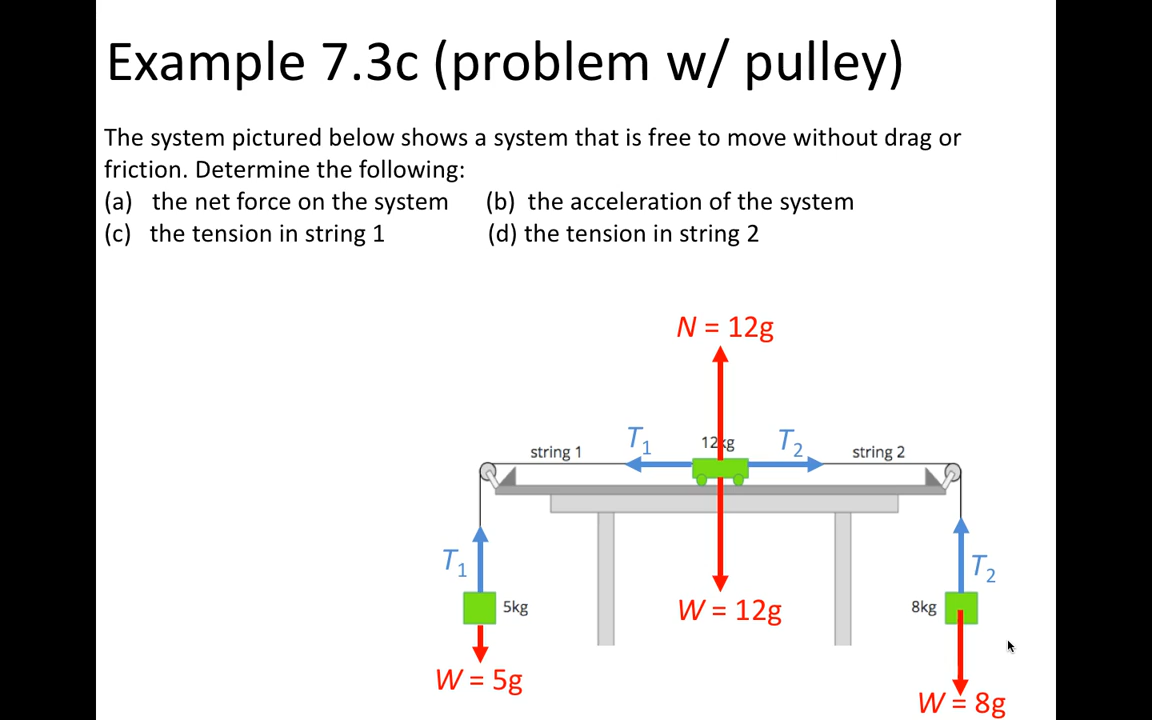 Example 7.3c (problem w/ pulley)
The system pictured below shows a system that is free to move without drag or
friction. Determine the following:
(a) the net force on the system (b) the acceleration of the system
(c) the tension in string 1 (d) the tension in string 2
N = 12g
string 1 T1 12kg T2 string 2
T1 T2
5kg 8kg
W = 12g
W = 5g
W = 8g